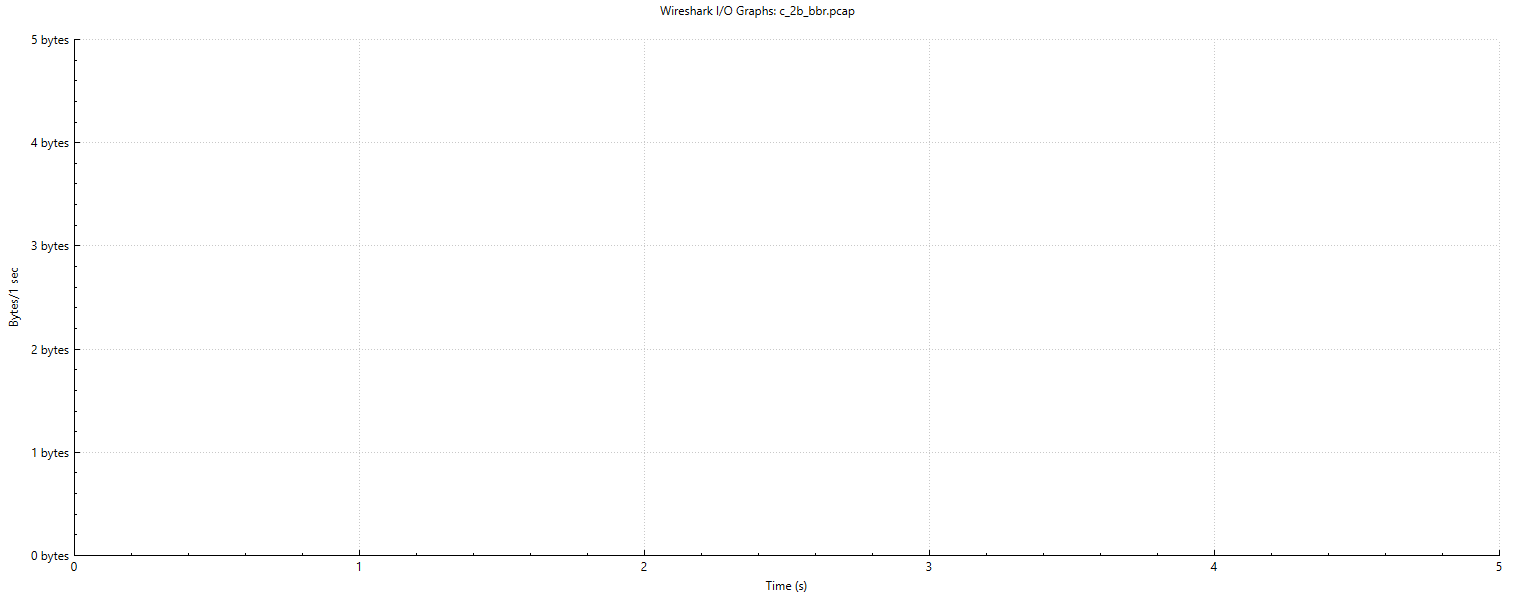 Wireshark I/O Graphs: c_2b_bbr.pcap
5 bytes
4 bytes
3 bytes
2 bytes
1 bytes
0 bytes
Bytes/1 sec
0 1 2 3 4 5
Time (s)